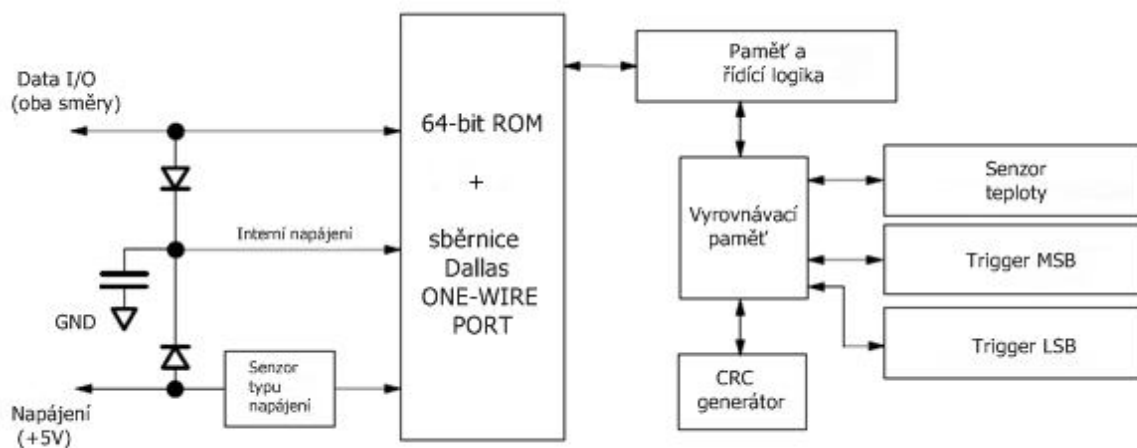 Data I/O
(oba směry)
Interní napájení
GND
Senzor
typu
napájení
Napájení
(+5V)
64-bit ROM
+
sběrnice
Dallas
ONE-WIRE
PORT
Paměť a
řídící logika
Vyrovnávací
paměť
CRC
generátor
Senzor
teploty
Trigger MSB
Trigger LSB